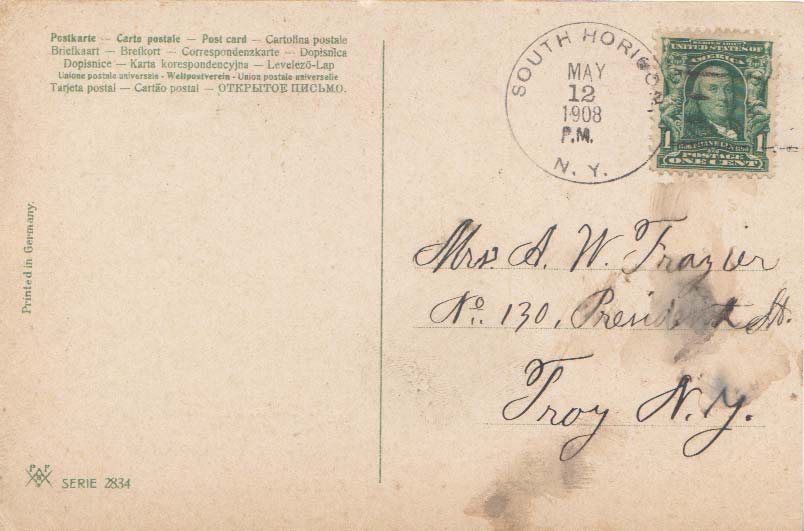 Postkarte — Carte postale — Post card — Cartolina postale
Briefkaart — Brefkort — Correspondenzkarte — Dopisnica
Dopisnice — Karta korespondencyjna — Levelező-Lap
Unione postale universale - Weltpostverein - Union postale universelle
Tarjeta postal — Cartão postal — ОТКРЫТОЕ ПИСЬМО.
SOUTH HORICON
MAY
12
1908
P.M.
N. Y.
UNITED STATES OF
AMERICA
1 1
POSTAGE
ONE CENT
Mrs. A. W. Frazier
No. 130, President St.
Troy N.Y.
Printed in Germany.
SERIE 2834